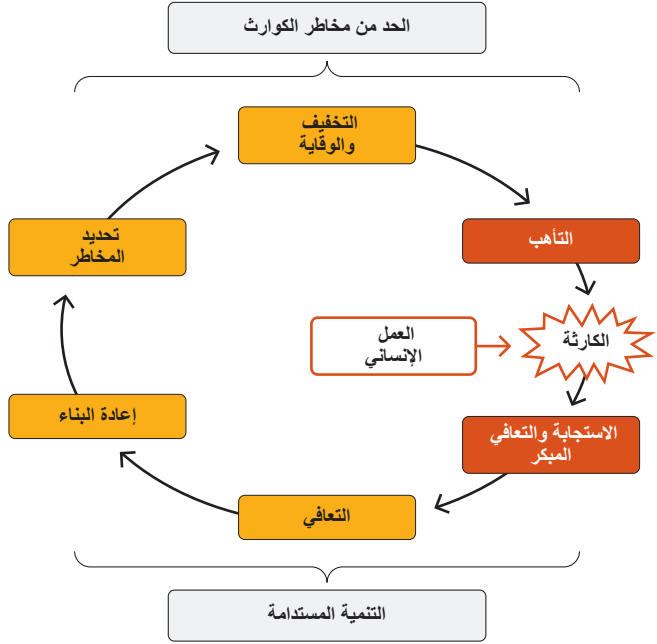 الحد من مخاطر الكوارث
التخفيف
والوقاية
التأهب
تحديد
المخاطر
الكارثة
العمل
الإنساني
إعادة البناء
الاستجابة والتعافي
المبكر
التعافي
التنمية المستدامة